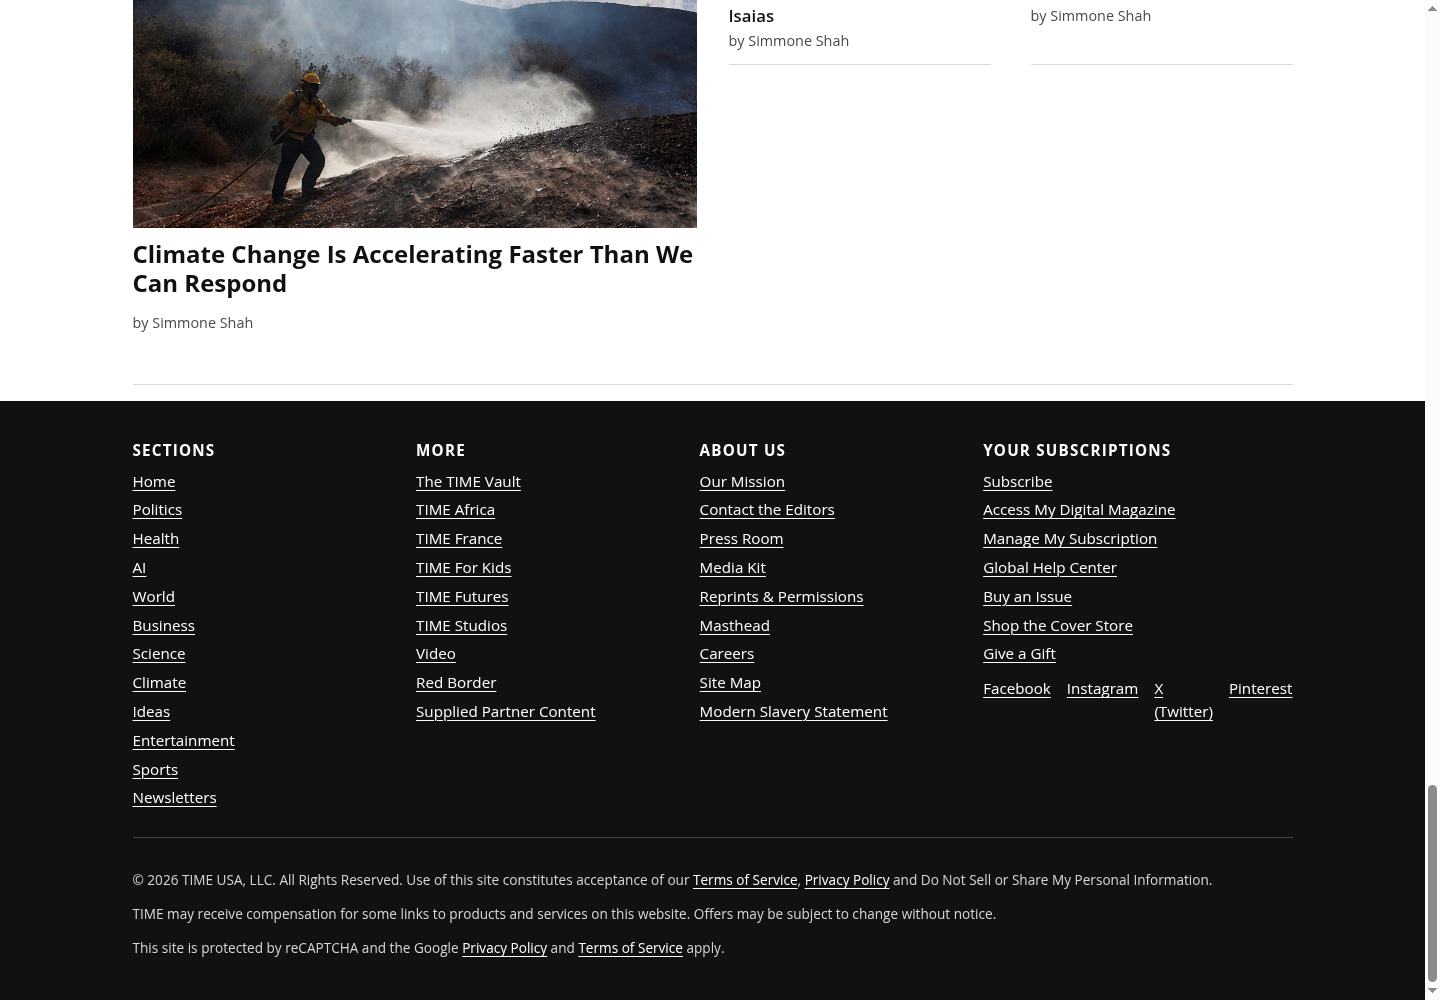 Isaias
by Simmone Shah
by Simmone Shah
Climate Change Is Accelerating Faster Than We
Can Respond
by Simmone Shah
SECTIONS
Home
Politics
Health
AI
World
Business
Science
Climate
Ideas
Entertainment
Sports
Newsletters
MORE
The TIME Vault
TIME Africa
TIME France
TIME For Kids
TIME Futures
TIME Studios
Video
Red Border
Supplied Partner Content
ABOUT US
Our Mission
Contact the Editors
Press Room
Media Kit
Reprints & Permissions
Masthead
Careers
Site Map
Modern Slavery Statement
YOUR SUBSCRIPTIONS
Subscribe
Access My Digital Magazine
Manage My Subscription
Global Help Center
Buy an Issue
Shop the Cover Store
Give a Gift
Facebook Instagram X Pinterest
(Twitter)
© 2026 TIME USA, LLC. All Rights Reserved. Use of this site constitutes acceptance of our Terms of Service, Privacy Policy and Do Not Sell or Share My Personal Information.
TIME may receive compensation for some links to products and services on this website. Offers may be subject to change without notice.
This site is protected by reCAPTCHA and the Google Privacy Policy and Terms of Service apply.